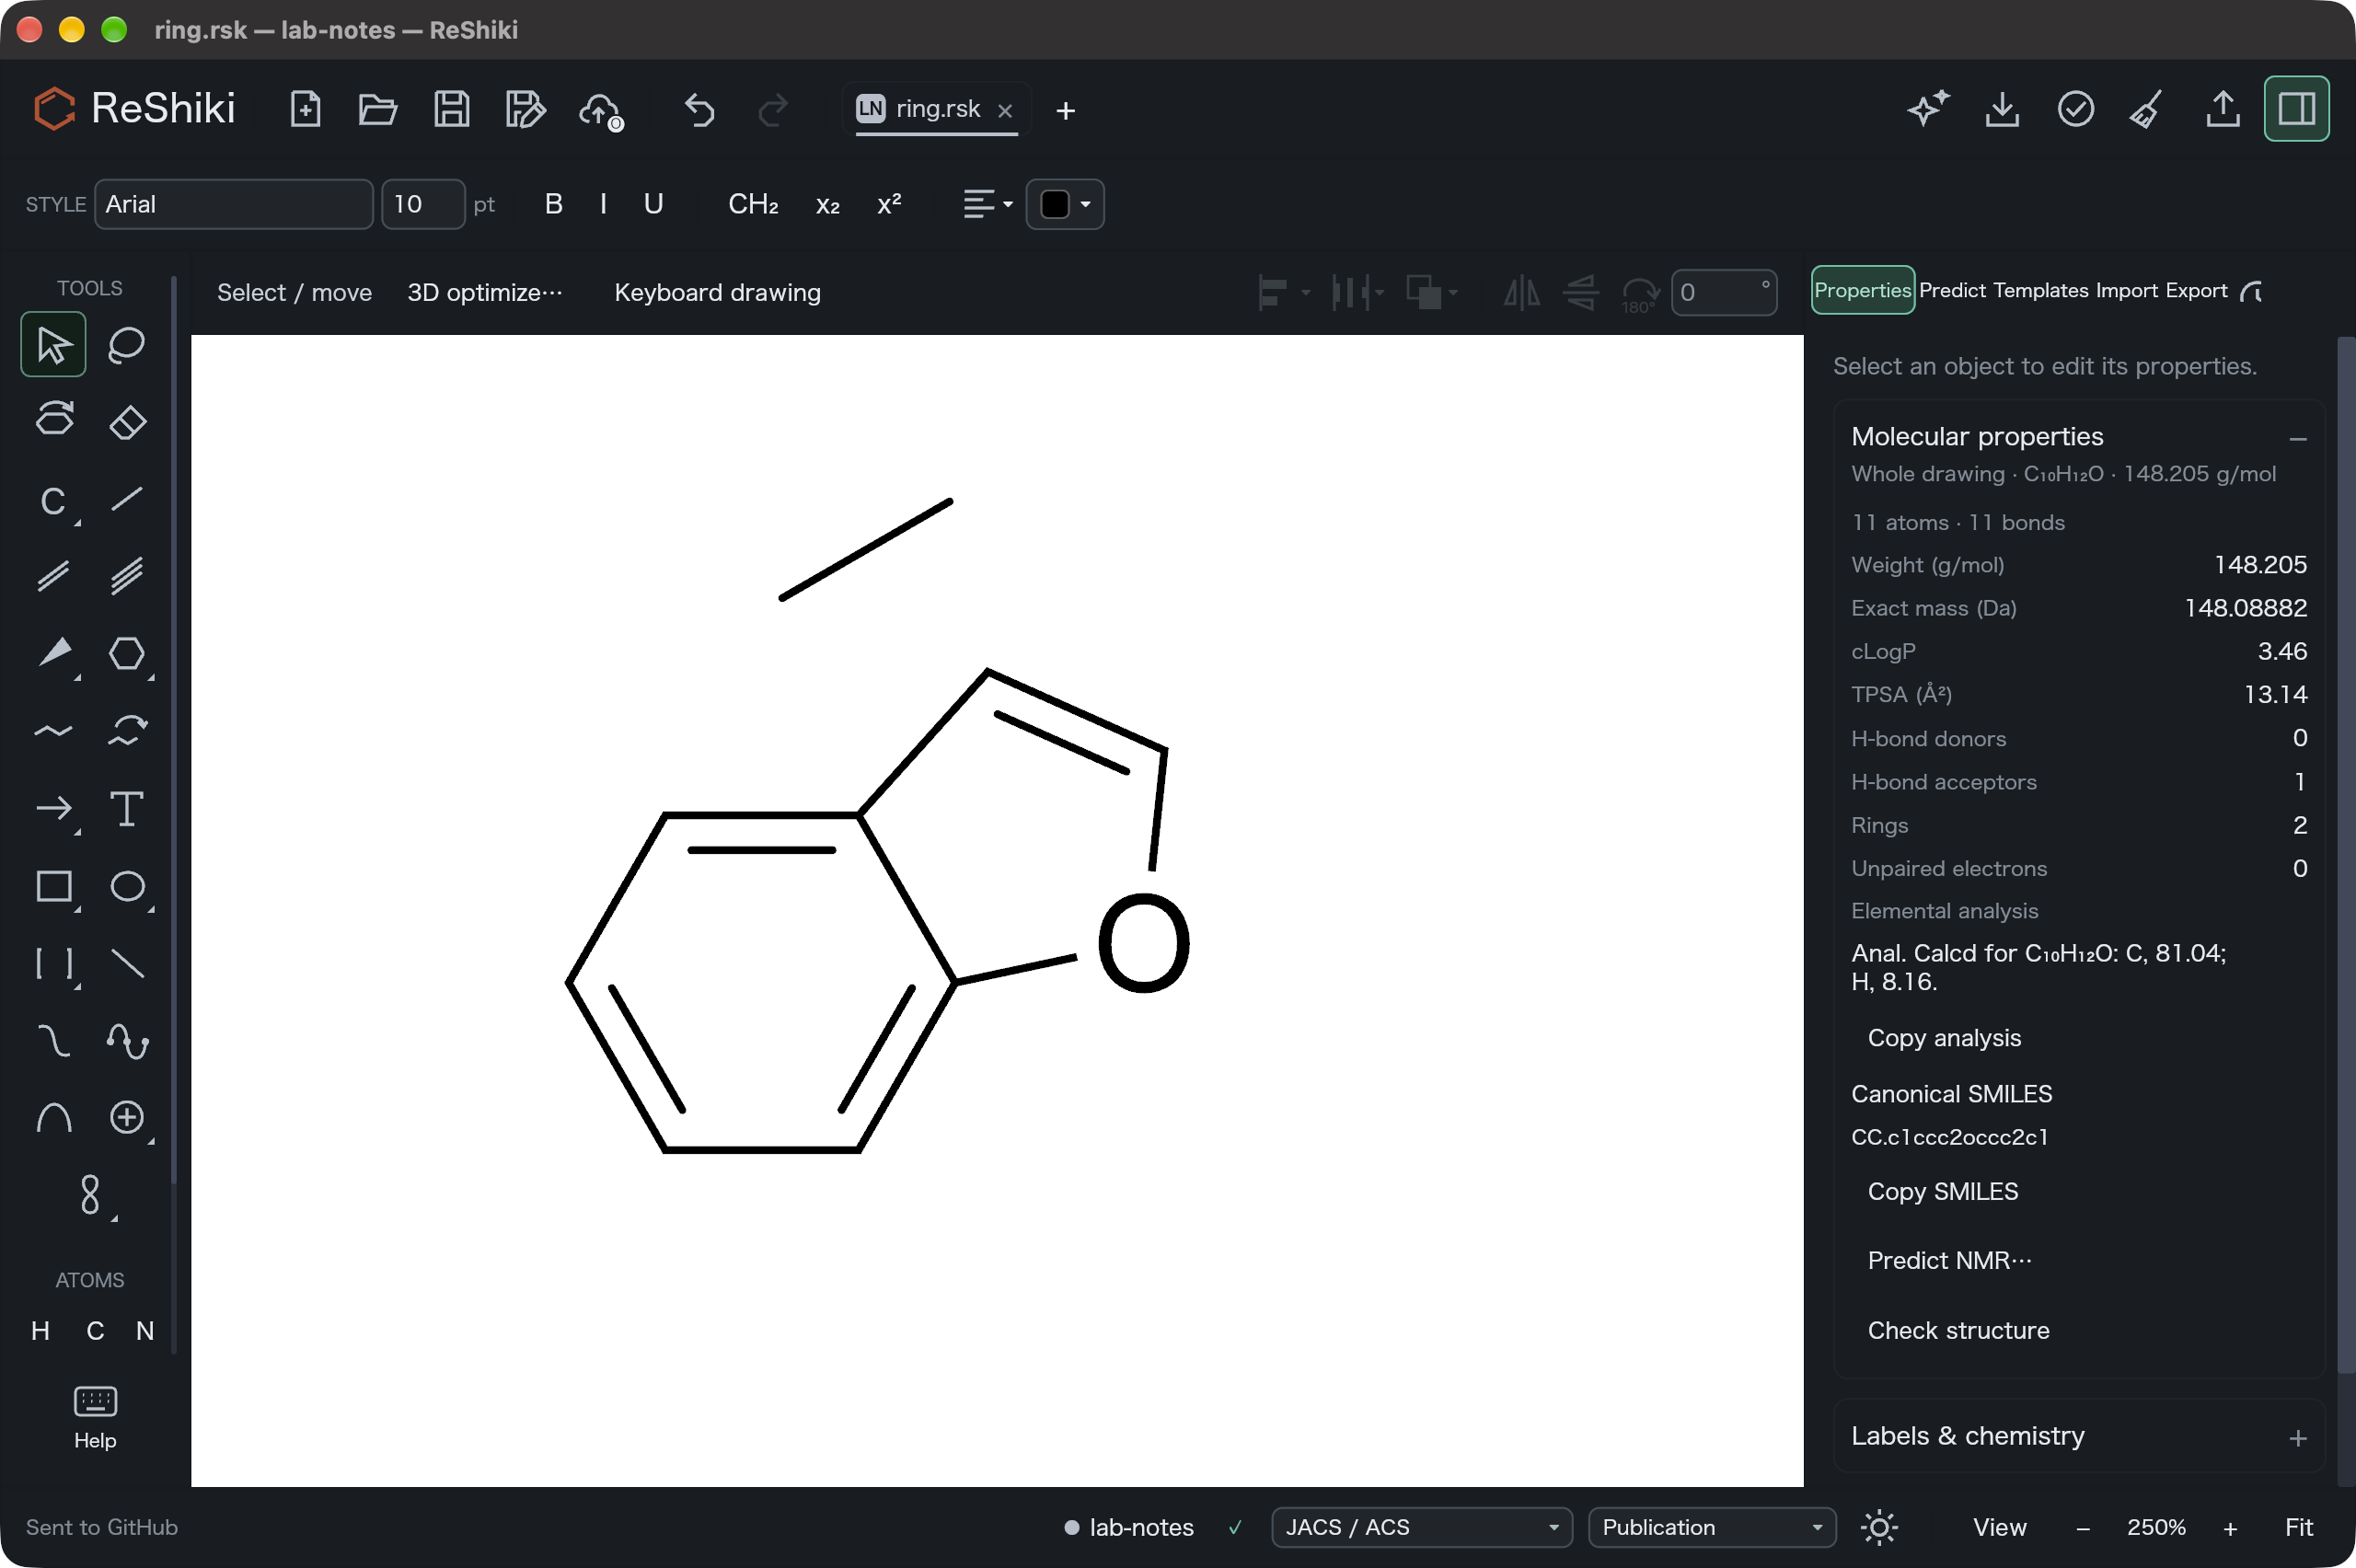 ring.rsk — lab-notes — ReShiki
ReShiki
LN ring.rsk
STYLE Arial 10 pt B I U CH₂ x₂ x²
TOOLS
Select / move 3D optimize··· Keyboard drawing 180° 0 °
Properties Predict Templates Import Export
Select an object to edit its properties.
Molecular properties
Whole drawing · C₁₀H₁₂O · 148.205 g/mol
11 atoms · 11 bonds
Weight (g/mol) 148.205
Exact mass (Da) 148.08882
cLogP 3.46
TPSA (Å²) 13.14
H-bond donors 0
H-bond acceptors 1
Rings 2
Unpaired electrons 0
Elemental analysis
Anal. Calcd for C₁₀H₁₂O: C, 81.04;
H, 8.16.
Copy analysis
Canonical SMILES
CC.c1ccc2occc2c1
Copy SMILES
Predict NMR···
Check structure
Labels & chemistry
C
T
O
ATOMS
H C N
Help
Sent to GitHub lab-notes ✓ JACS / ACS Publication View − 250% + Fit